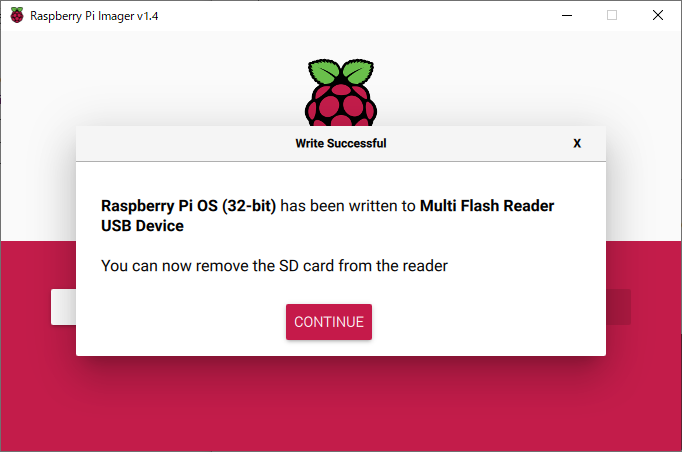 Raspberry Pi Imager v1.4
Write Successful
X
Raspberry Pi OS (32-bit) has been written to Multi Flash Reader
USB Device
You can now remove the SD card from the reader
CONTINUE